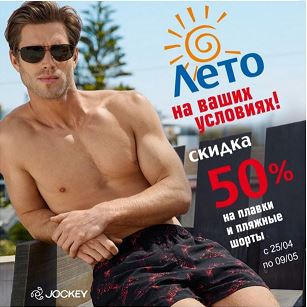 Лето
на ваших
условиях!
скидка
50%
на плавки
и пляжные
шорты
с 25/04
по 09/05
JOCKEY